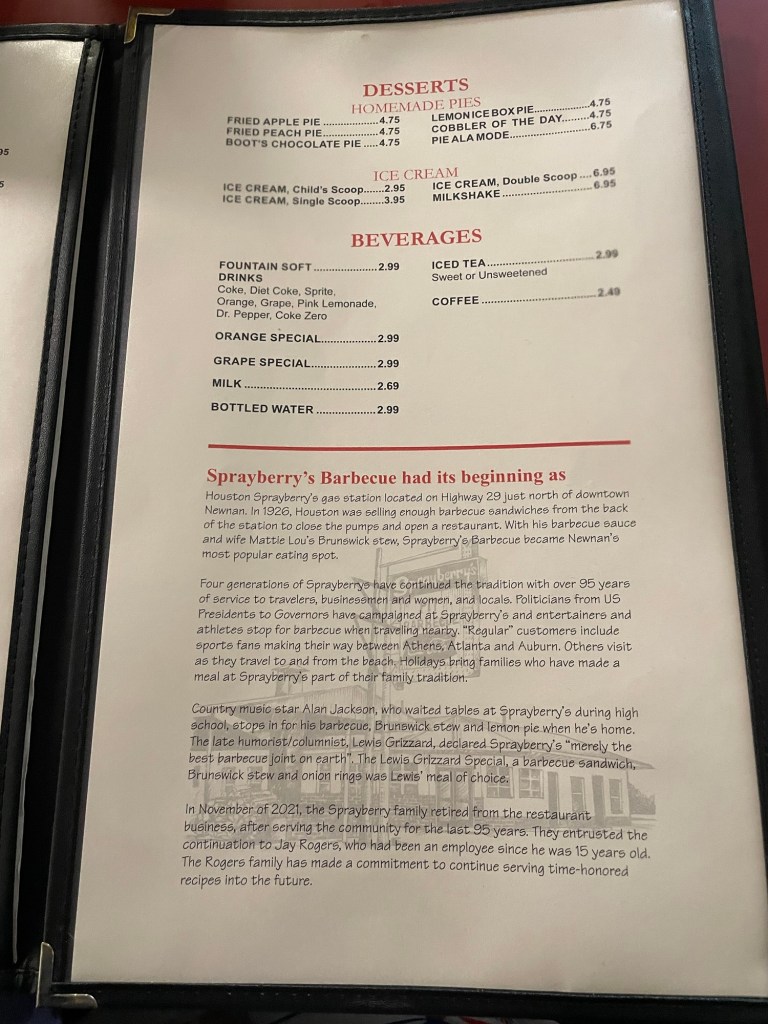 95
5
DESSERTS
HOMEMADE PIES
FRIED APPLE PIE ..................4.75
FRIED PEACH PIE..................4.75
BOOT'S CHOCOLATE PIE ....4.75
LEMON ICE BOX PIE....................4.75
COBBLER OF THE DAY........4.75
PIE ALA MODE........................6.75
ICE CREAM
ICE CREAM, Child's Scoop......2.95
ICE CREAM, Single Scoop.......3.95
ICE CREAM, Double Scoop ....6.95
MILKSHAKE ...........................6.95
BEVERAGES
FOUNTAIN SOFT ....................2.99
DRINKS
Coke, Diet Coke, Sprite,
Orange, Grape, Pink Lemonade,
Dr. Pepper, Coke Zero
ORANGE SPECIAL.................2.99
GRAPE SPECIAL....................2.99
MILK .........................................2.69
BOTTLED WATER ..................2.99
ICED TEA.................................2.99
Sweet or Unsweetened
COFFEE ...................................2.49
Sprayberry's Barbecue had its beginning as
Houston Sprayberry's gas station located on Highway 29 just north of downtown
Newnan. In 1926, Houston was selling enough barbecue sandwiches from the back
of the station to close the pumps and open a restaurant. With his barbecue sauce
and wife Mattie Lou's Brunswick stew, Sprayberry's Barbecue became Newnan's
most popular eating spot.
Four generations of Sprayberrys have continued the tradition with over 95 years
of service to travelers, businessmen and women, and locals. Politicians from US
Presidents to Governors have campaigned at Sprayberry's and entertainers and
athletes stop for barbecue when traveling nearby. "Regular" customers include
sports fans making their way between Athens, Atlanta and Auburn. Others visit
as they travel to and from the beach. Holidays bring families who have made a
meal at Sprayberry's part of their family tradition.
Country music star Alan Jackson, who waited tables at Sprayberry's during high
school, stops in for his barbecue, Brunswick stew and lemon pie when he's home.
The late humorist/columnist, Lewis Grizzard, declared Sprayberry's "merely the
best barbecue joint on earth". The Lewis Grizzard Special, a barbecue sandwich,
Brunswick stew and onion rings was Lewis' meal of choice.
In November of 2021, the Sprayberry family retired from the restaurant
business, after serving the community for the last 95 years. They entrusted the
continuation to Jay Rogers, who had been an employee since he was 15 years old.
The Rogers family has made a commitment to continue serving time-honored
recipes into the future.
Sprayberry's
BARBECUE